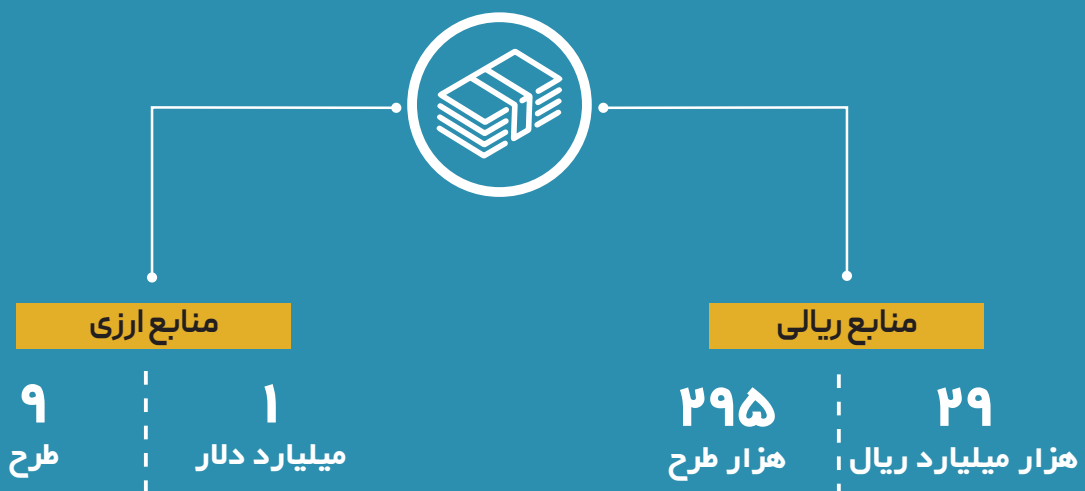 منابع ریالی
۲۹
هزار میلیارد ریال
۲۹۵
هزار طرح
منابع ارزی
۱
میلیارد دلار
۹
طرح